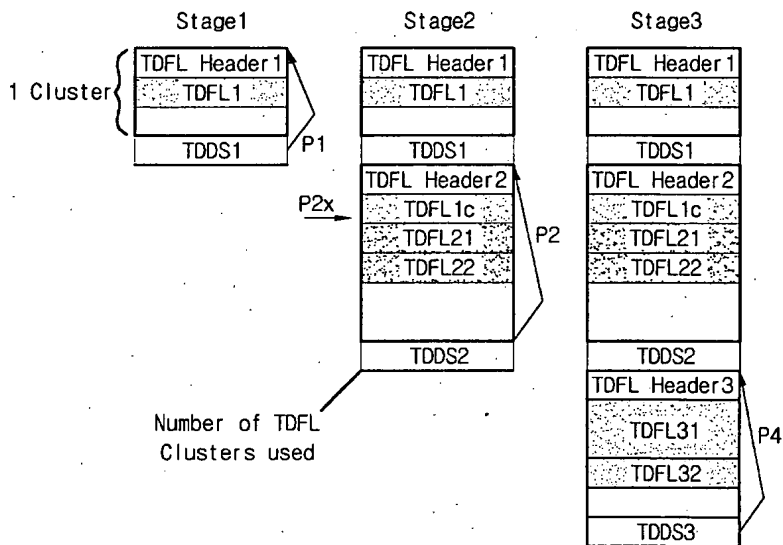 Stage1 Stage2 Stage3
TDFL Header1 TDFL Header1 TDFL Header1
1 Cluster TDFL1 TDFL1 TDFL1
P1
TDDS1 TDDS1 TDDS1
TDFL Header2 TDFL Header2
P2x TDFL1c TDFL1c
TDFL21 P2 TDFL21
TDFL22 TDFL22
TDDS2 TDDS2
TDFL Header3
Number of TDFL
Clusters used
TDFL31 P4
TDFL32
TDDS3